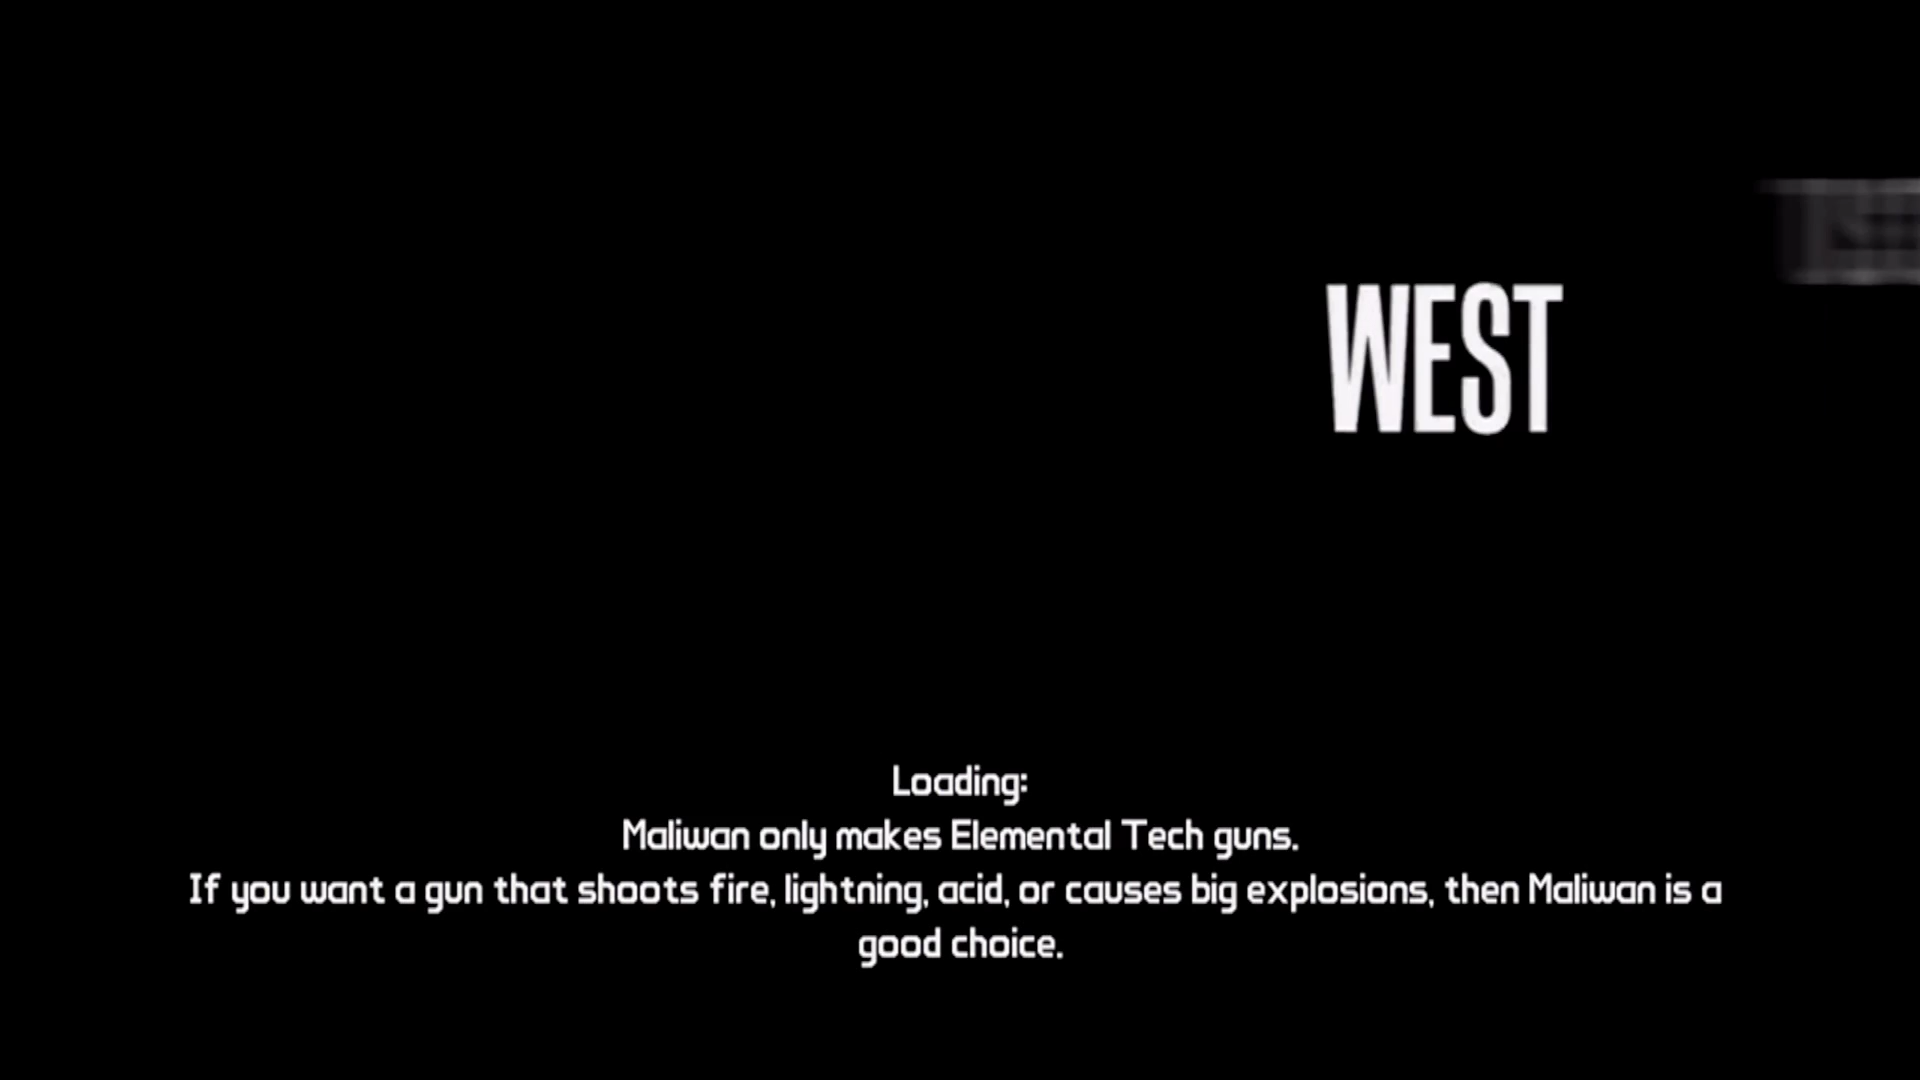 WEST
Loading:
Maliwan only makes Elemental Tech guns.
If you want a gun that shoots fire, lightning, acid, or causes big explosions, then Maliwan is a
good choice.